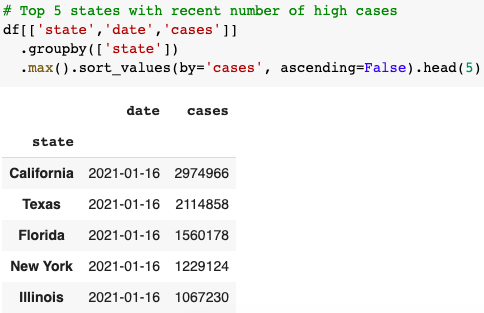 # Top 5 states with recent number of high cases
df[['state','date','cases']]
  .groupby(['state'])
  .max().sort_values(by='cases', ascending=False).head(5)
date cases
state
California 2021-01-16 2974966
Texas 2021-01-16 2114858
Florida 2021-01-16 1560178
New York 2021-01-16 1229124
Illinois 2021-01-16 1067230